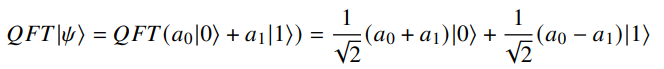 QFT|ψ⟩ = QFT(a₀|0⟩ + a₁|1⟩) = 1/√2 (a₀ + a₁)|0⟩ + 1/√2 (a₀ − a₁)|1⟩